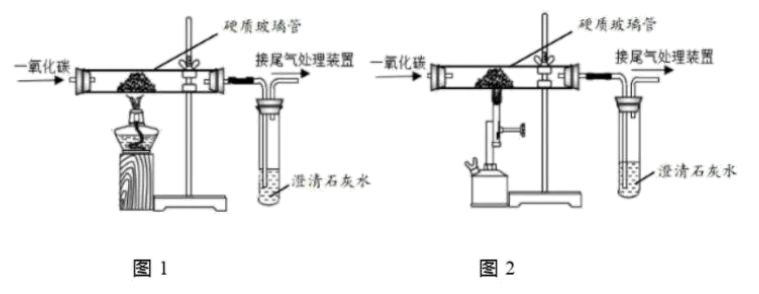 硬质玻璃管
一氧化碳
接尾气处理装置
澄清石灰水
图1
硬质玻璃管
一氧化碳
接尾气处理装置
澄清石灰水
图2